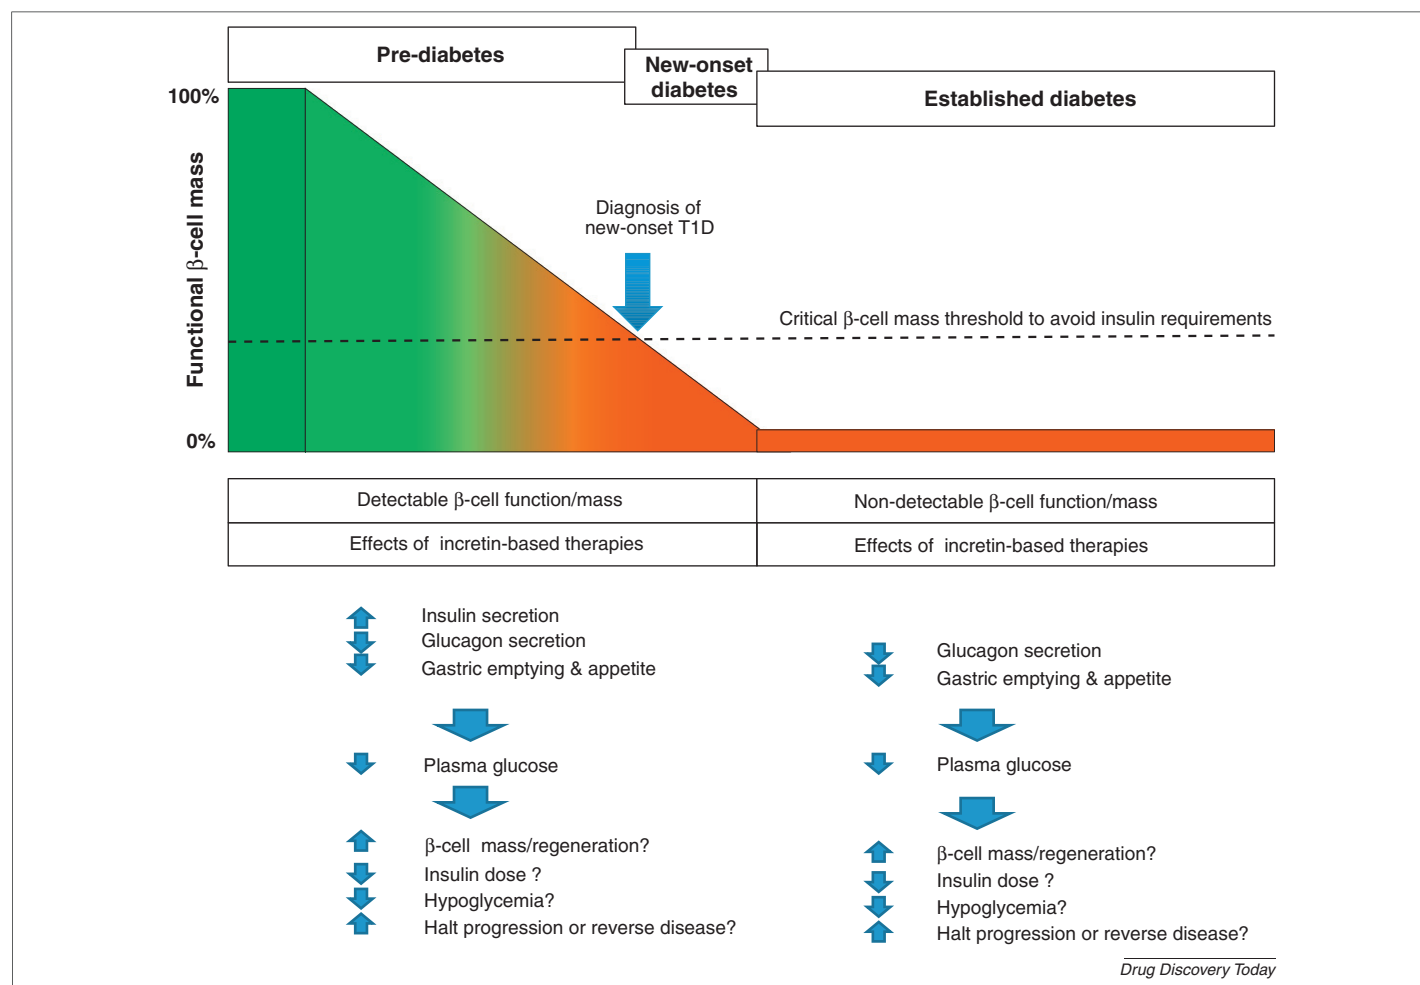 Pre-diabetes
New-onset
diabetes
Established diabetes
100%
Functional β-cell mass
0%
Diagnosis of
new-onset T1D
Critical β-cell mass threshold to avoid insulin requirements
Detectable β-cell function/mass
Non-detectable β-cell function/mass
Effects of incretin-based therapies
Effects of incretin-based therapies
Insulin secretion
Glucagon secretion
Gastric emptying & appetite
Plasma glucose
β-cell mass/regeneration?
Insulin dose ?
Hypoglycemia?
Halt progression or reverse disease?
Glucagon secretion
Gastric emptying & appetite
Plasma glucose
β-cell mass/regeneration?
Insulin dose ?
Hypoglycemia?
Halt progression or reverse disease?
Drug Discovery Today